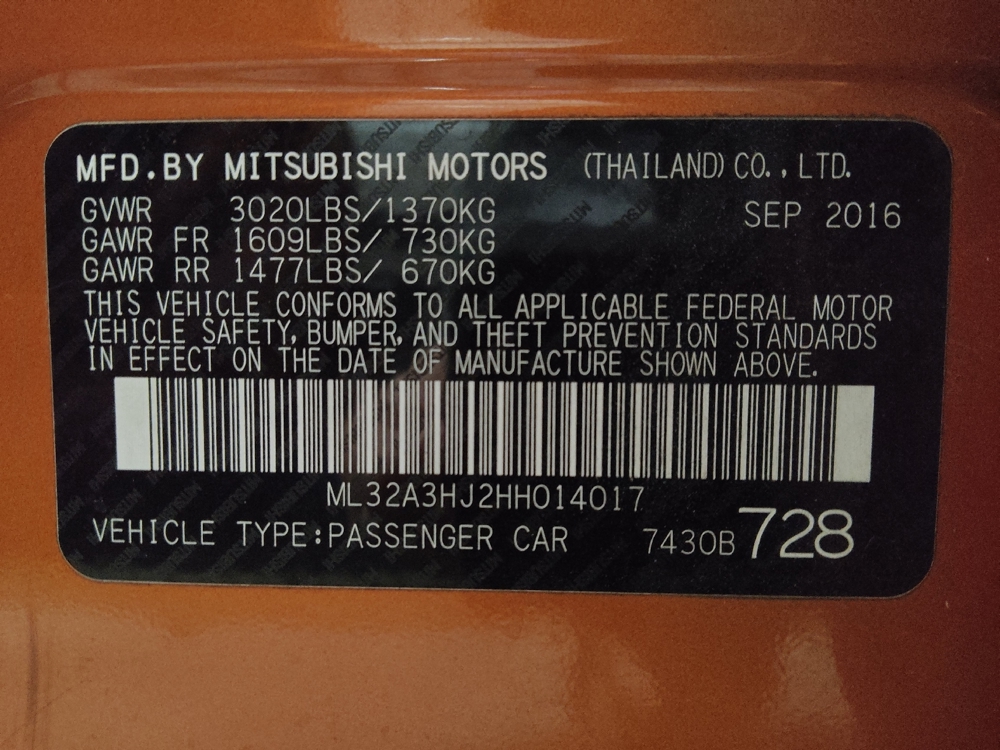 MFD.BY MITSUBISHI MOTORS (THAILAND) CO., LTD.
GVWR 3020LBS/1370KG SEP 2016
GAWR FR 1609LBS/ 730KG
GAWR RR 1477LBS/ 670KG
THIS VEHICLE CONFORMS TO ALL APPLICABLE FEDERAL MOTOR
VEHICLE SAFETY, BUMPER, AND THEFT PREVENTION STANDARDS
IN EFFECT ON THE DATE OF MANUFACTURE SHOWN ABOVE.
ML32A3HJ2HH014017
VEHICLE TYPE:PASSENGER CAR 7430B 728